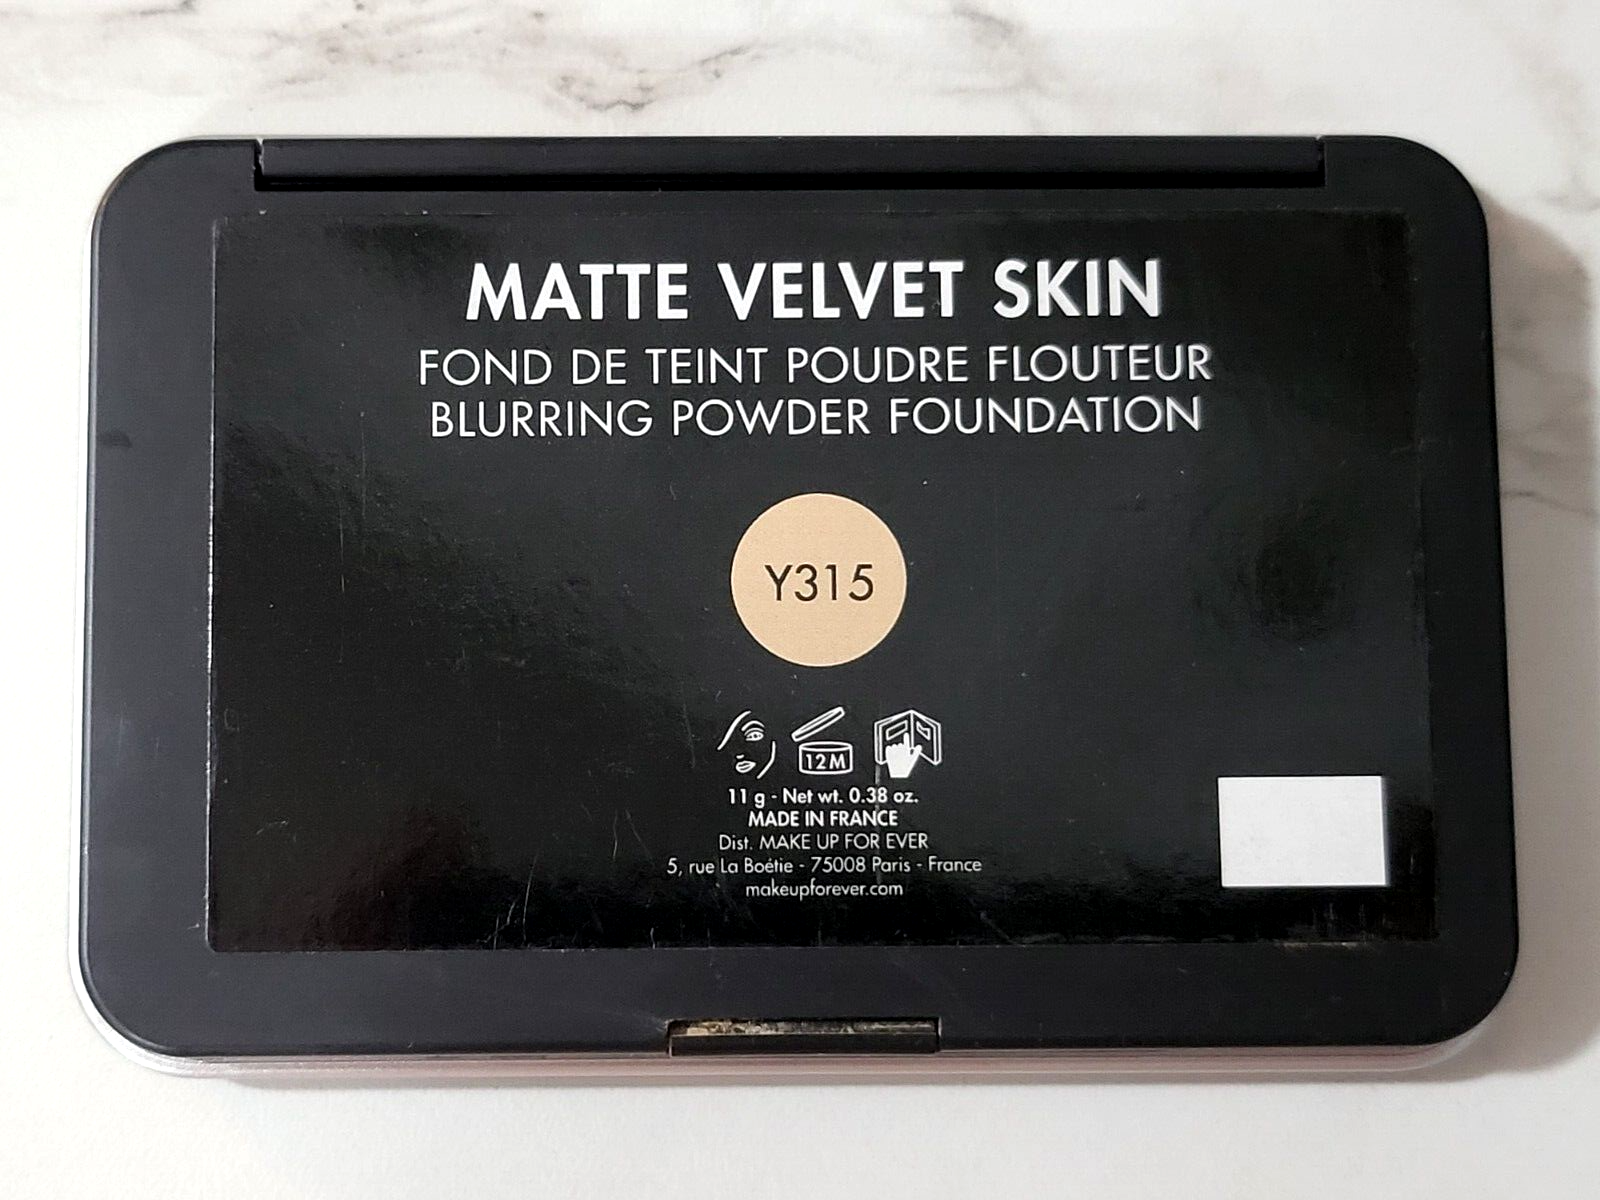 MATTE VELVET SKIN
FOND DE TEINT POUDRE FLOUTEUR
BLURRING POWDER FOUNDATION
Y315
12M
11 g - Net wt. 0.38 oz.
MADE IN FRANCE
Dist. MAKE UP FOR EVER
5, rue La Boétie - 75008 Paris - France
makeupforever.com